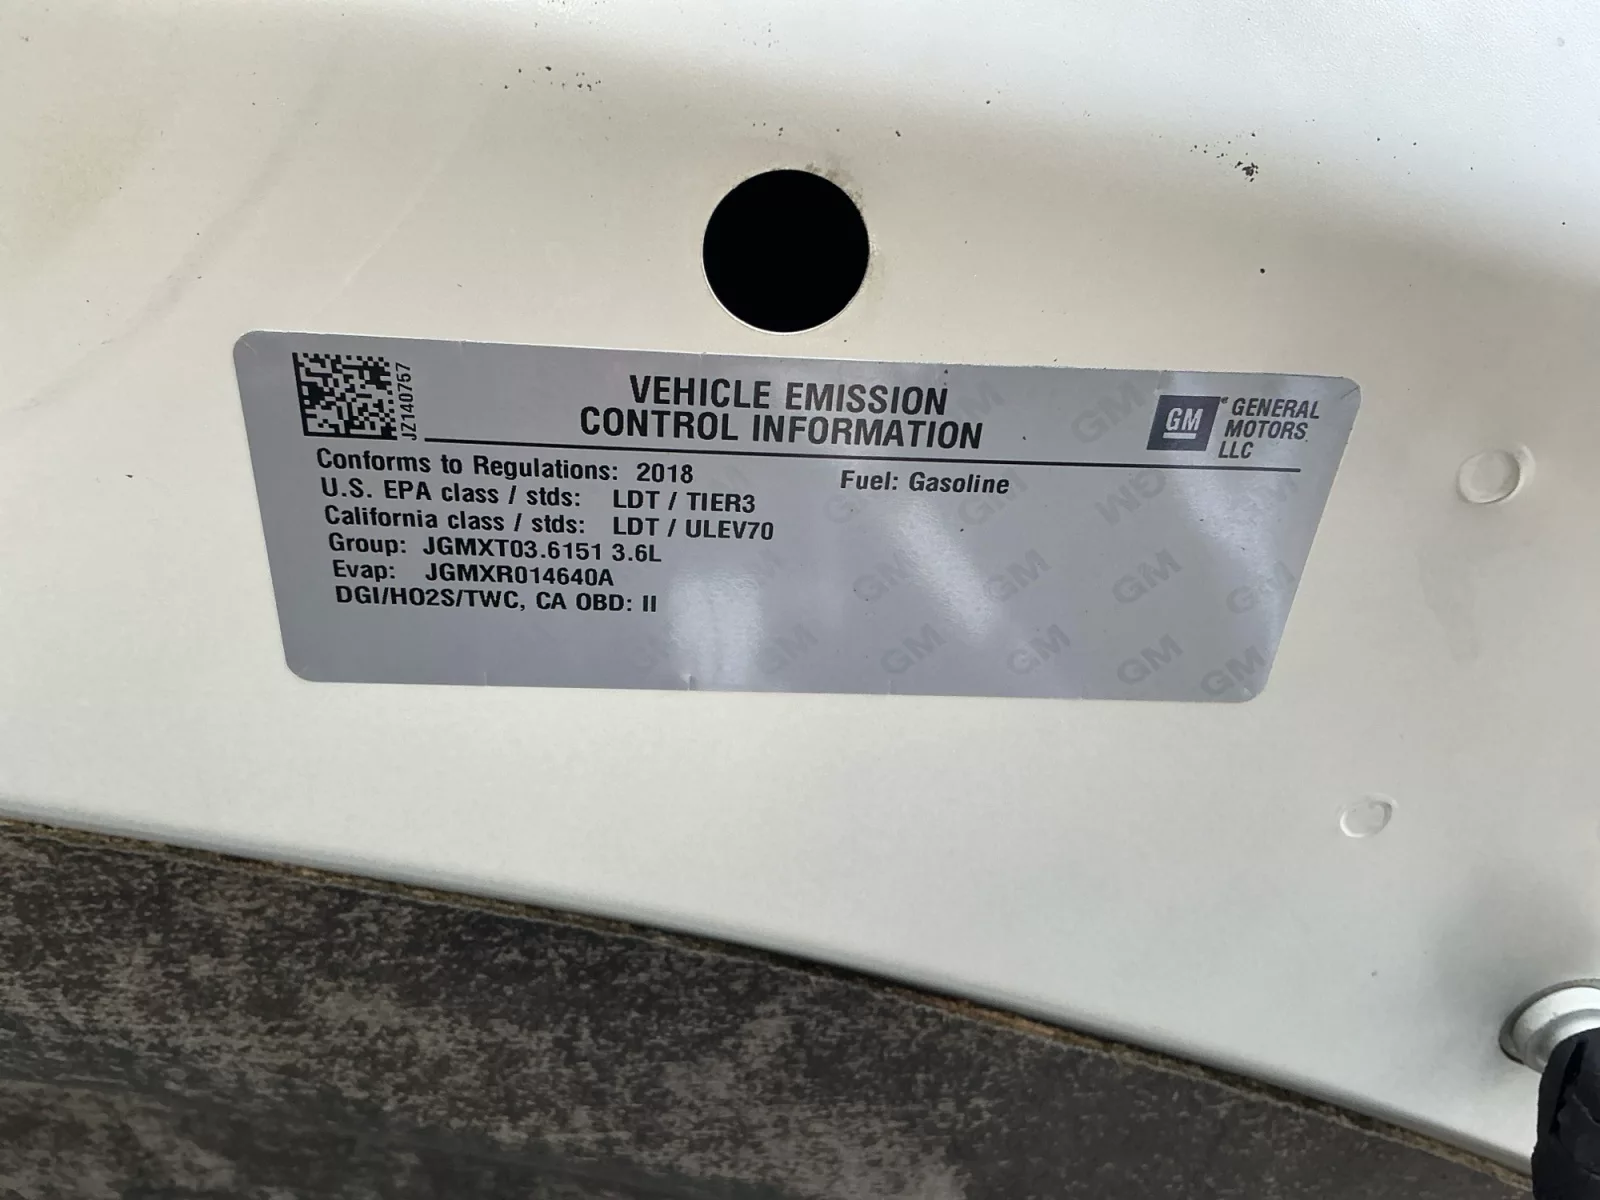 JZ140757
VEHICLE EMISSION
CONTROL INFORMATION
GM
GENERAL
MOTORS
LLC
Conforms to Regulations: 2018
Fuel: Gasoline
U.S. EPA class / stds: LDT / TIER3
California class / stds: LDT / ULEV70
Group: JGMXT03.6151 3.6L
Evap: JGMXR014640A
DGI/HO2S/TWC, CA OBD: II